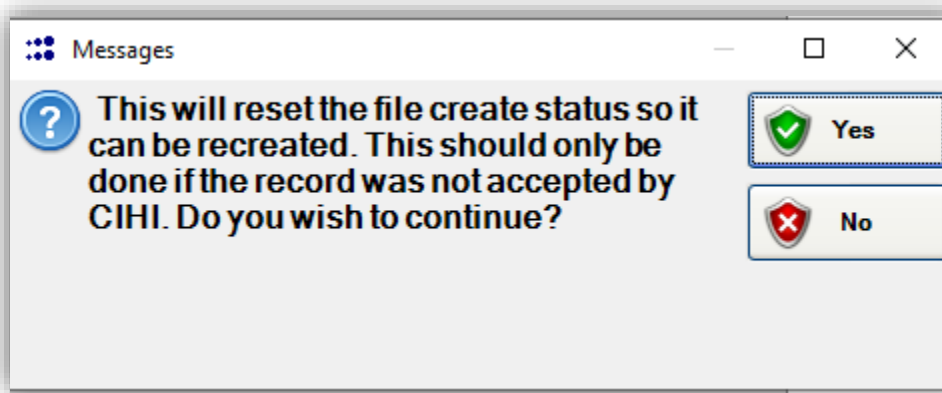 Messages
This will reset the file create status so it
can be recreated. This should only be
done if the record was not accepted by
CIHI. Do you wish to continue?
Yes
No